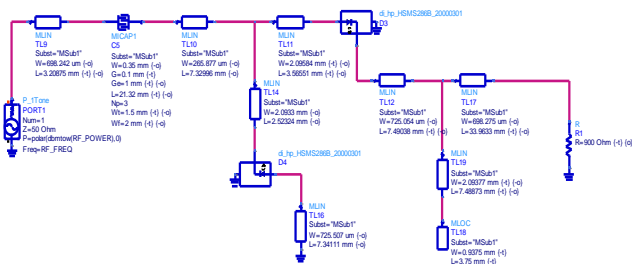 MLIN
TL9
Subst="MSub1"
W=698.242 um (-o)
L=3.20875 mm (-t) (-o)
MICAP1
C5
Subst="MSub1"
W=0.35 mm (-t)
G=0.1 mm (-t)
Ge=1 mm (-t)
L=21.32 mm (-t) (-o)
Np=3
Wt=1.5 mm (-t)
Wf=2 mm (-t)
MLIN
TL10
Subst="MSub1"
W=265.877 um (-o)
L=7.32996 mm (-o)
MLIN
TL11
Subst="MSub1"
W=2.09584 mm (-o)
L=3.56551 mm (-t) (-o)
di_hp_HSMS286B_20000301
D3
P_1Tone
PORT1
Num=1
Z=50 Ohm
P=polar(dbmtow(RF_POWER),0)
Freq=RF_FREQ
MLIN
TL14
Subst="MSub1"
W=2.0933 mm (-o)
L=2.52324 mm (-o)
MLIN
TL12
Subst="MSub1"
W=725.054 um (-o)
L=7.49038 mm (-t) (-o)
MLIN
TL17
Subst="MSub1"
W=698.275 um (-o)
L=33.9633 mm (-t) (-o)
R
R1
R=900 Ohm (-t) (-o)
di_hp_HSMS286B_20000301
D4
MLIN
TL16
Subst="MSub1"
W=725.507 um (-o)
L=7.34111 mm (-o)
MLIN
TL19
Subst="MSub1"
W=2.09377 mm (-o)
L=7.48873 mm (-t) (-o)
MLOC
TL18
Subst="MSub1"
W=0.9375 mm (-t)
L=3.75 mm (-t)